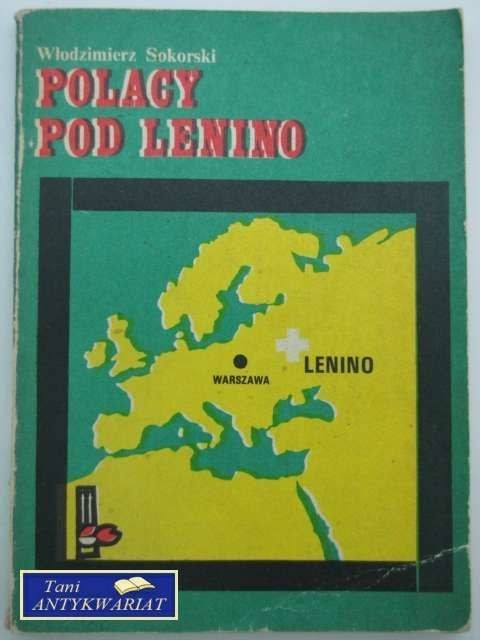 Włodzimierz Sokorski
POLACY
POD LENINO
LENINO
WARSZAWA
Tani
ANTYKWARIAT